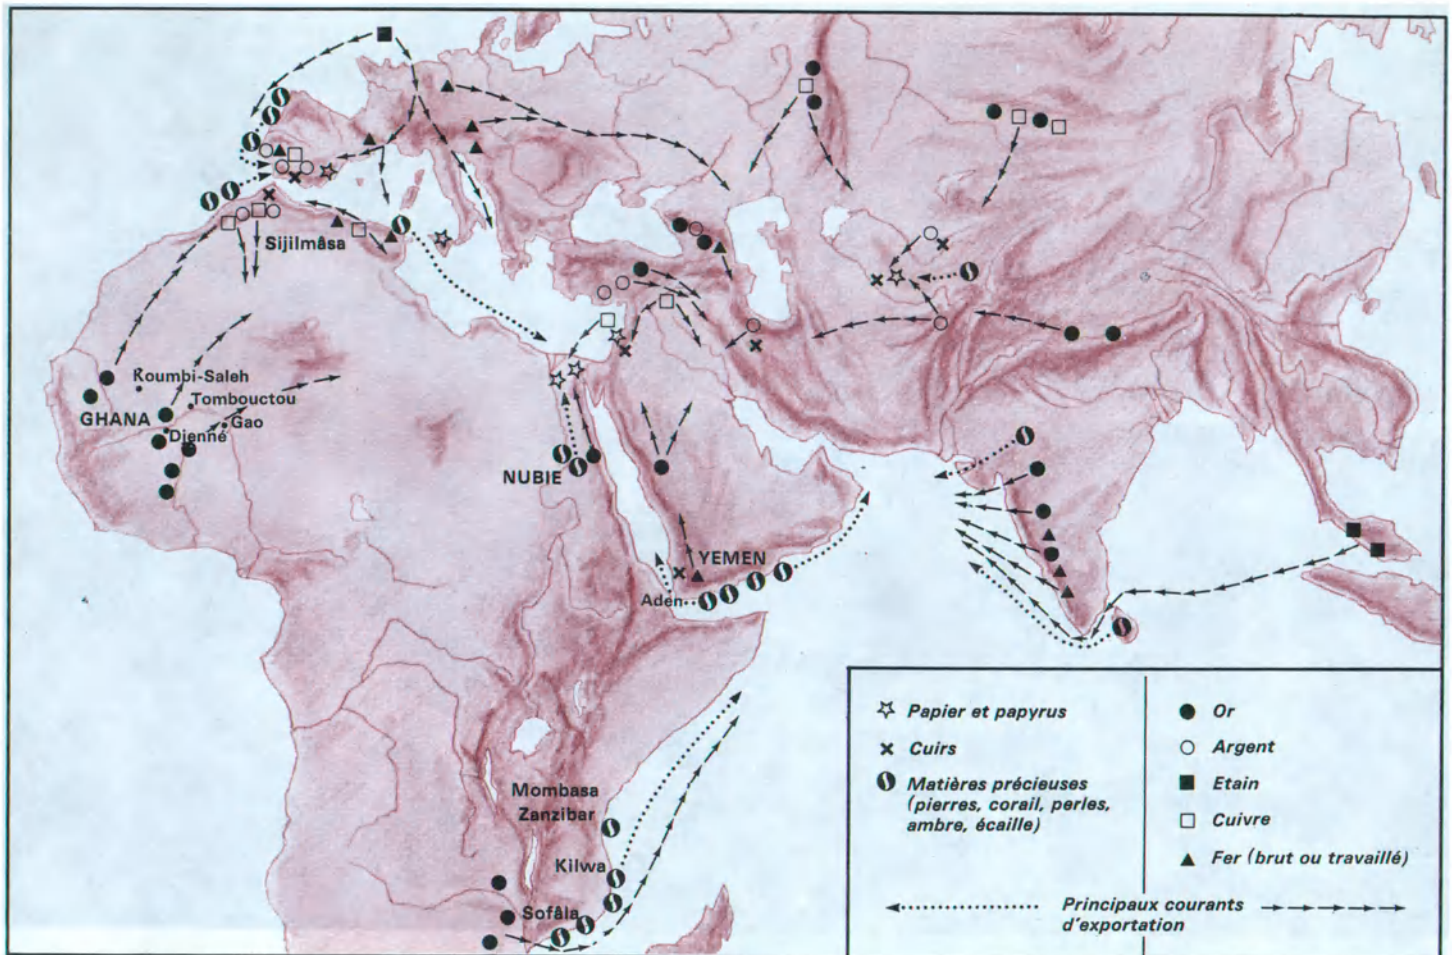 Sijilmâsa
Koumbi-Saleh
Tombouctou
GHANA
Gao
Djenné
NUBIE
YEMEN
Aden
Mombasa
Zanzibar
Kilwa
Sofâla
Papier et papyrus
Cuirs
Matières précieuses
(pierres, corail, perles,
ambre, écaille)
Or
Argent
Etain
Cuivre
Fer (brut ou travaillé)
Principaux courants
d'exportation